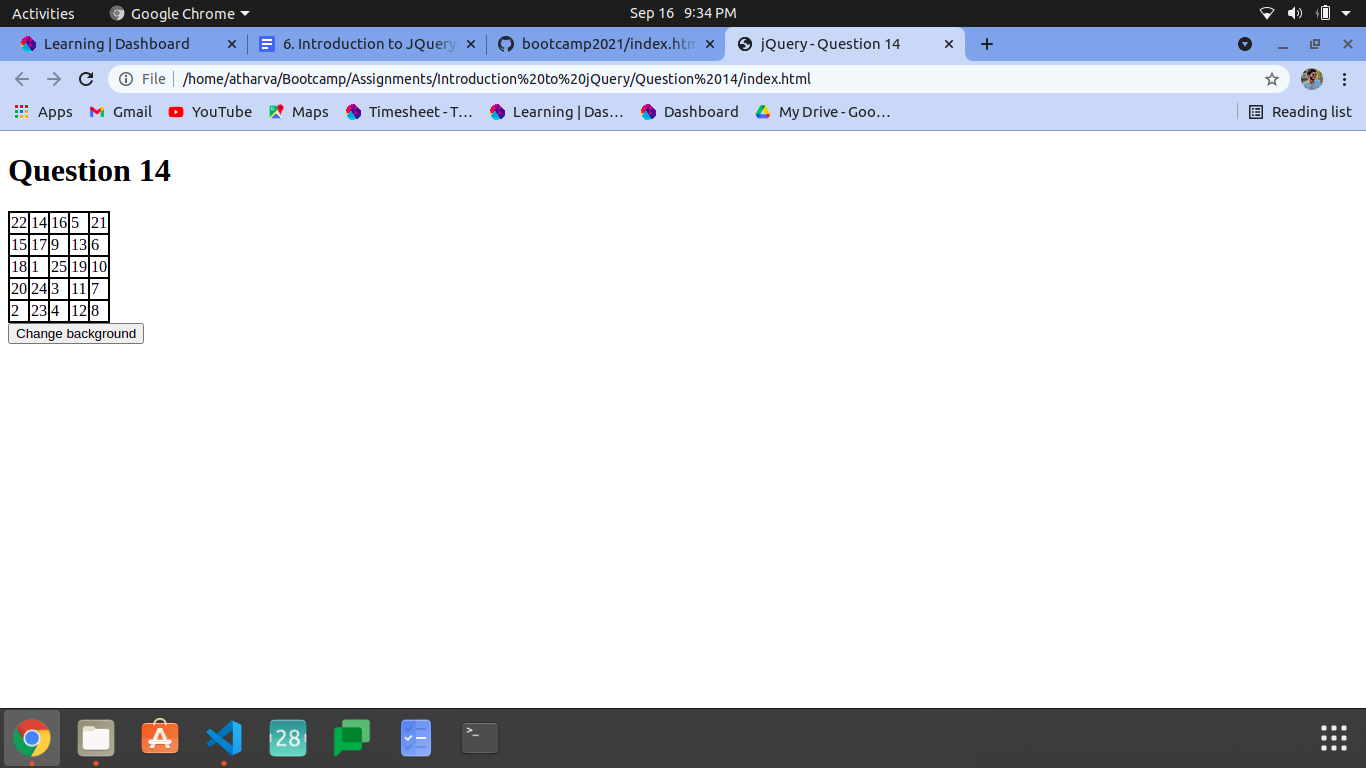 Activities Google Chrome Sep 16 9:34 PM
Learning | Dashboard 6. Introduction to JQuery bootcamp2021/index.htm jQuery - Question 14
File /home/atharva/Bootcamp/Assignments/Introduction%20to%20jQuery/Question%2014/index.html
Apps Gmail YouTube Maps Timesheet - T… Learning | Das… Dashboard My Drive - Goo… Reading list
Question 14
22 14 16 5 21
15 17 9 13 6
18 1 25 19 10
20 24 3 11 7
2 23 4 12 8
Change background
28
>_